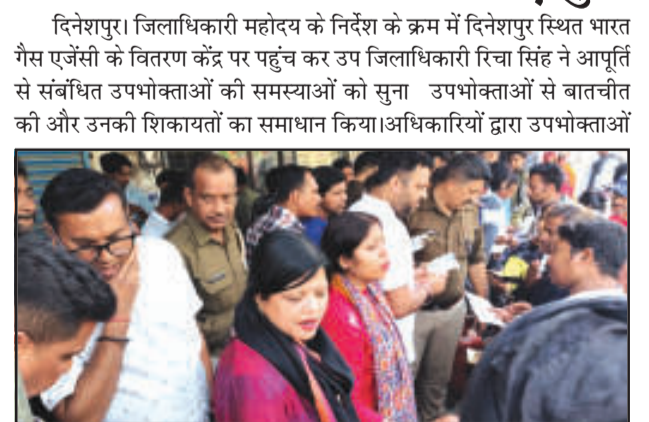 दिनेशपुर। जिलाधिकारी महोदय के निर्देश के क्रम में दिनेशपुर स्थित भारत
गैस एजेंसी के वितरण केंद्र पर पहुंच कर उप जिलाधिकारी रिचा सिंह ने आपूर्ति
से संबंधित उपभोक्ताओं की समस्याओं को सुना उपभोक्ताओं से बातचीत
की और उनकी शिकायतों का समाधान किया।अधिकारियों द्वारा उपभोक्ताओं